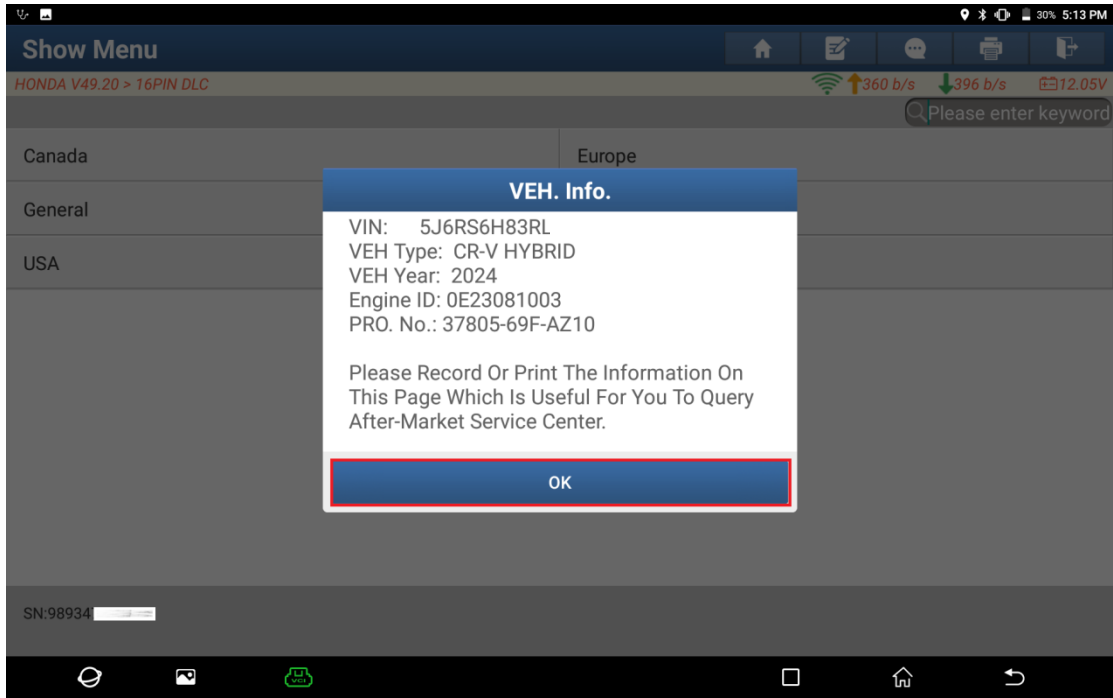 30% 5:13 PM
Show Menu
HONDA V49.20 > 16PIN DLC
360 b/s 396 b/s 12.05V
Please enter keyword
Canada
Europe
General
USA
VEH. Info.
VIN: 5J6RS6H83RL
VEH Type: CR-V HYBRID
VEH Year: 2024
Engine ID: 0E23081003
PRO. No.: 37805-69F-AZ10
Please Record Or Print The Information On
This Page Which Is Useful For You To Query
After-Market Service Center.
OK
SN:98934
VCI